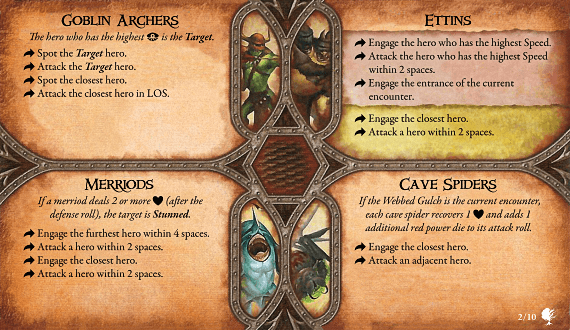 GOBLIN ARCHERS
The hero who has the highest is the Target.
Spot the Target hero.
Attack the Target hero.
Spot the closest hero.
Attack the closest hero in LOS.
ETTINS
Engage the hero who has the highest Speed.
Attack the hero who has the highest Speed
within 2 spaces.
Engage the entrance of the current
encounter.
Engage the closest hero.
Attack a hero within 2 spaces.
MERRIODS
If a merriod deals 2 or more ♥ (after the
defense roll), the target is Stunned.
Engage the furthest hero within 4 spaces.
Attack a hero within 2 spaces.
Engage the closest hero.
Attack a hero within 2 spaces.
CAVE SPIDERS
If the Webbed Gulch is the current encounter,
each cave spider recovers 1 ♥ and adds 1
additional red power die to its attack roll.
Engage the closest hero.
Attack an adjacent hero.
2/10